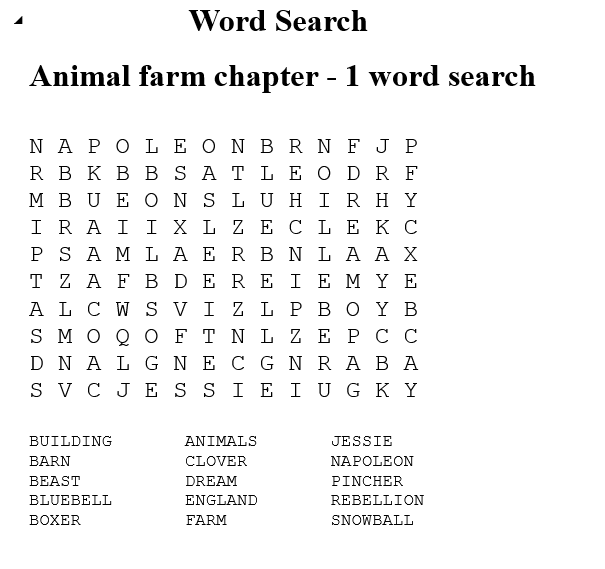 Word Search
Animal farm chapter - 1 word search
N A P O L E O N B R N F J P
R B K B B S A T L E O D R F
M B U E O N S L U H I R H Y
I R A I I X L Z E C L E K C
P S A M L A E R B N L A A X
T Z A F B D E R E I E M Y E
A L C W S V I Z L P B O Y B
S M O Q O F T N L Z E P C C
D N A L G N E C G N R A B A
S V C J E S S I E I U G K Y
BUILDING ANIMALS JESSIE
BARN CLOVER NAPOLEON
BEAST DREAM PINCHER
BLUEBELL ENGLAND REBELLION
BOXER FARM SNOWBALL